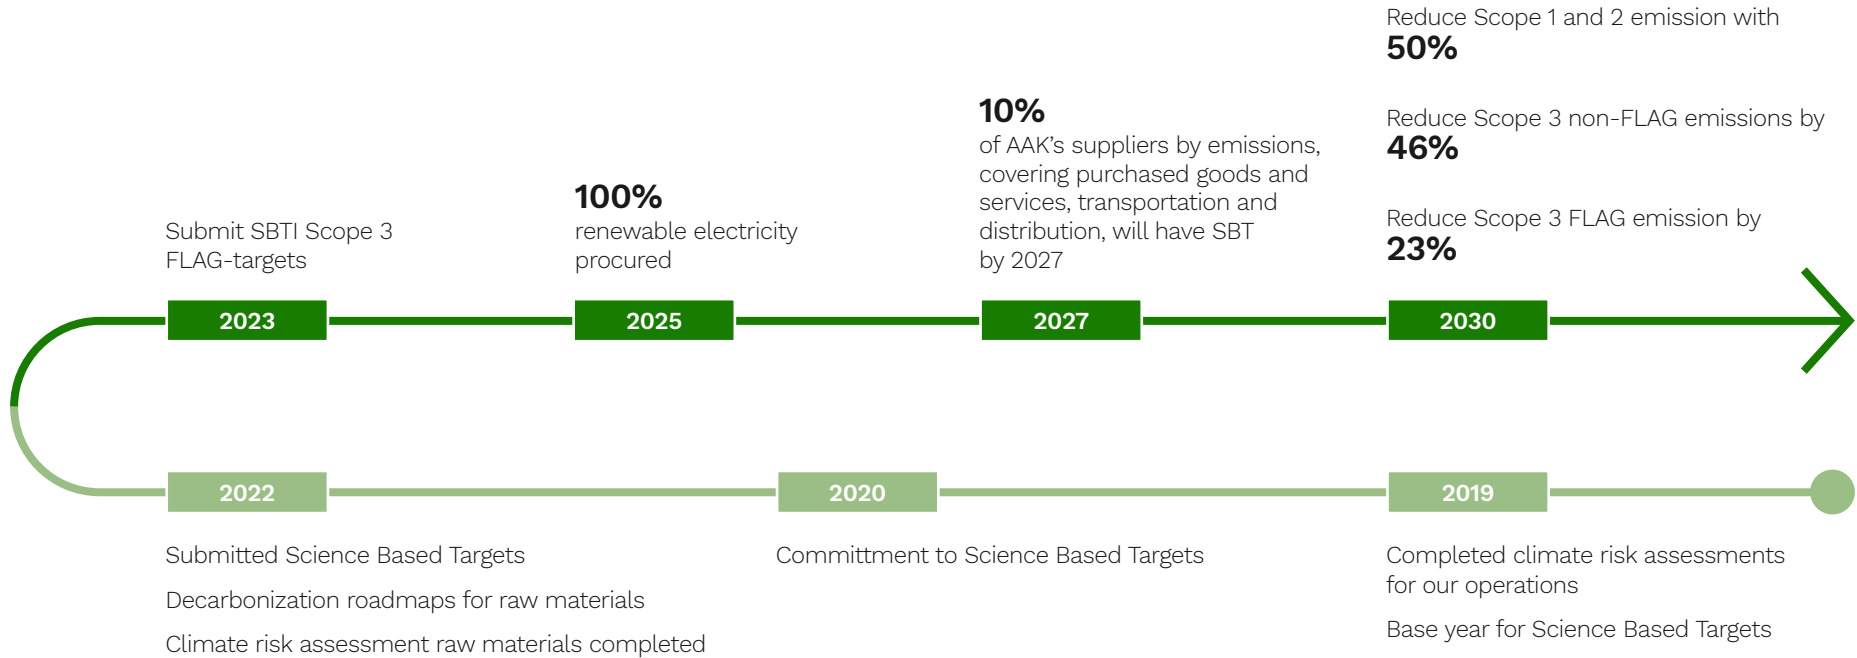 Submit SBTI Scope 3
FLAG-targets
2023
100%
renewable electricity
procured
2025
10%
of AAK’s suppliers by emissions,
covering purchased goods and
services, transportation and
distribution, will have SBT
by 2027
2027
Reduce Scope 1 and 2 emission with
50%
Reduce Scope 3 non-FLAG emissions by
46%
Reduce Scope 3 FLAG emission by
23%
2030
2022
Submitted Science Based Targets
Decarbonization roadmaps for raw materials
Climate risk assessment raw materials completed
2020
Committment to Science Based Targets
2019
Completed climate risk assessments
for our operations
Base year for Science Based Targets